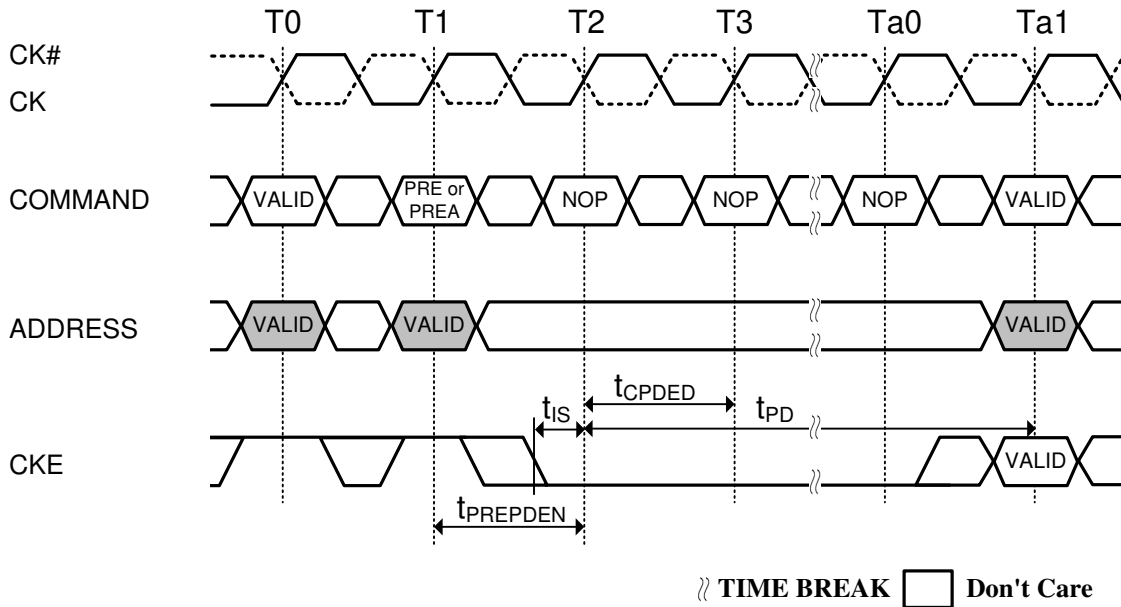 T0 T1 T2 T3 Ta0 Ta1
CK#
CK
COMMAND VALID PRE or PREA NOP NOP NOP VALID
ADDRESS VALID VALID VALID
tCPDED
tIS tPD
CKE VALID
tPREPDEN
TIME BREAK Don't Care